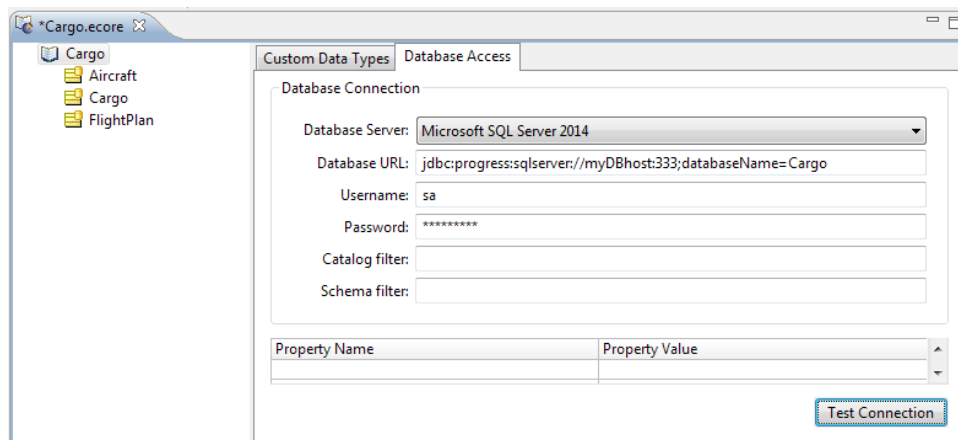 *Cargo.ecore
Cargo
Aircraft
Cargo
FlightPlan
Custom Data Types Database Access
Database Connection
Database Server: Microsoft SQL Server 2014
Database URL: jdbc:progress:sqlserver://myDBhost:333;databaseName=Cargo
Username: sa
Password: *********
Catalog filter:
Schema filter:
Property Name Property Value
Test Connection